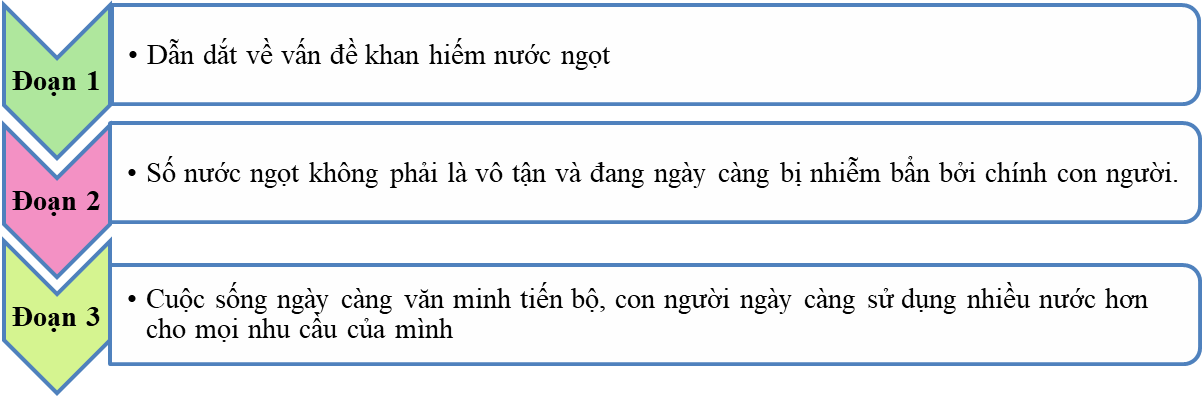 Đoạn 1
• Dẫn dắt về vấn đề khan hiếm nước ngọt
Đoạn 2
• Số nước ngọt không phải là vô tận và đang ngày càng bị nhiễm bẩn bởi chính con người.
Đoạn 3
• Cuộc sống ngày càng văn minh tiến bộ, con người ngày càng sử dụng nhiều nước hơn
cho mọi nhu cầu của mình